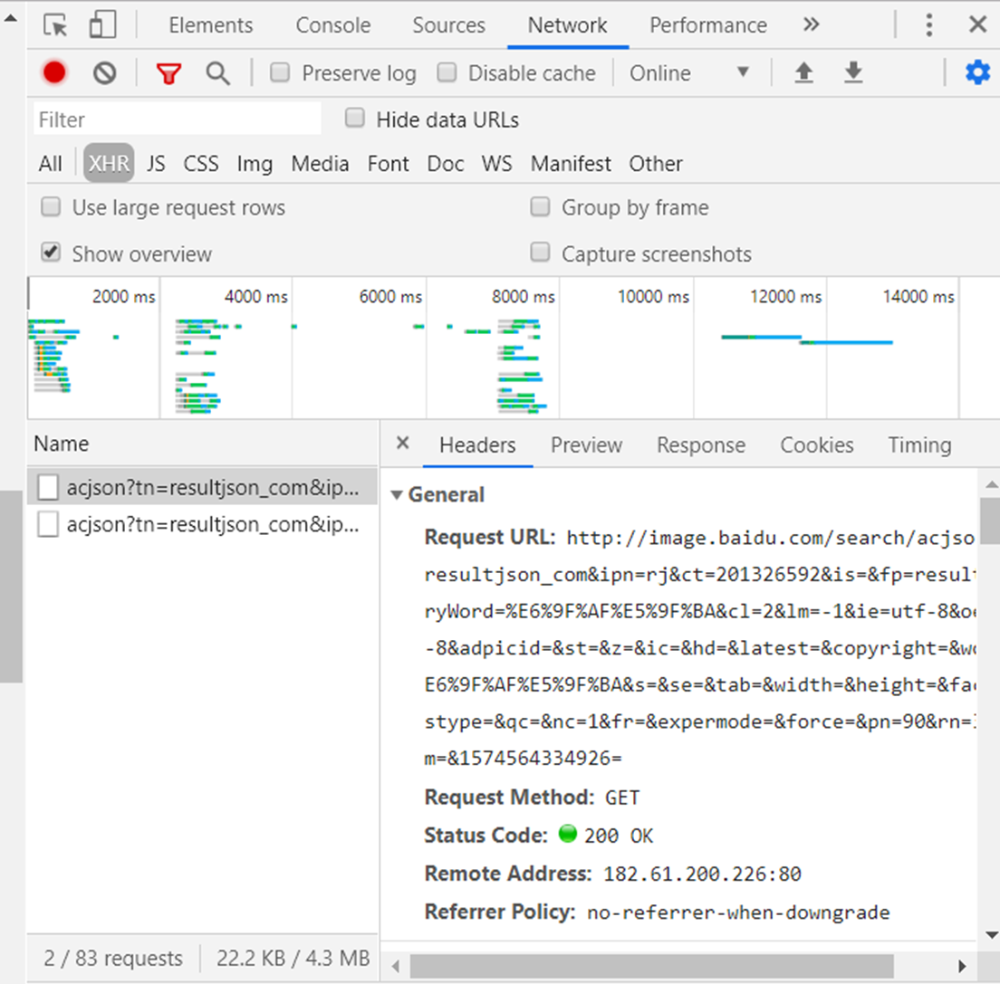 Elements Console Sources Network Performance »
Preserve log Disable cache Online
Filter Hide data URLs
All XHR JS CSS Img Media Font Doc WS Manifest Other
Use large request rows Group by frame
Show overview Capture screenshots
2000 ms 4000 ms 6000 ms 8000 ms 10000 ms 12000 ms 14000 ms
Name
Headers Preview Response Cookies Timing
acjson?tn=resultjson_com&ip...
acjson?tn=resultjson_com&ip...
General
Request URL: http://image.baidu.com/search/acjso
resultjson_com&ipn=rj&ct=201326592&is=&fp=resul
ryWord=%E6%9F%AF%E5%9F%BA&cl=2&lm=-1&ie=utf-8&o
-8&adpicid=&st=&z=&ic=&hd=&latest=&copyright=&w
E6%9F%AF%E5%9F%BA&s=&se=&tab=&width=&height=&fa
stype=&qc=&nc=1&fr=&expermode=&force=&pn=90&rn=
m=&1574564334926=
Request Method: GET
Status Code: 200 OK
Remote Address: 182.61.200.226:80
Referrer Policy: no-referrer-when-downgrade
2 / 83 requests 22.2 KB / 4.3 MB